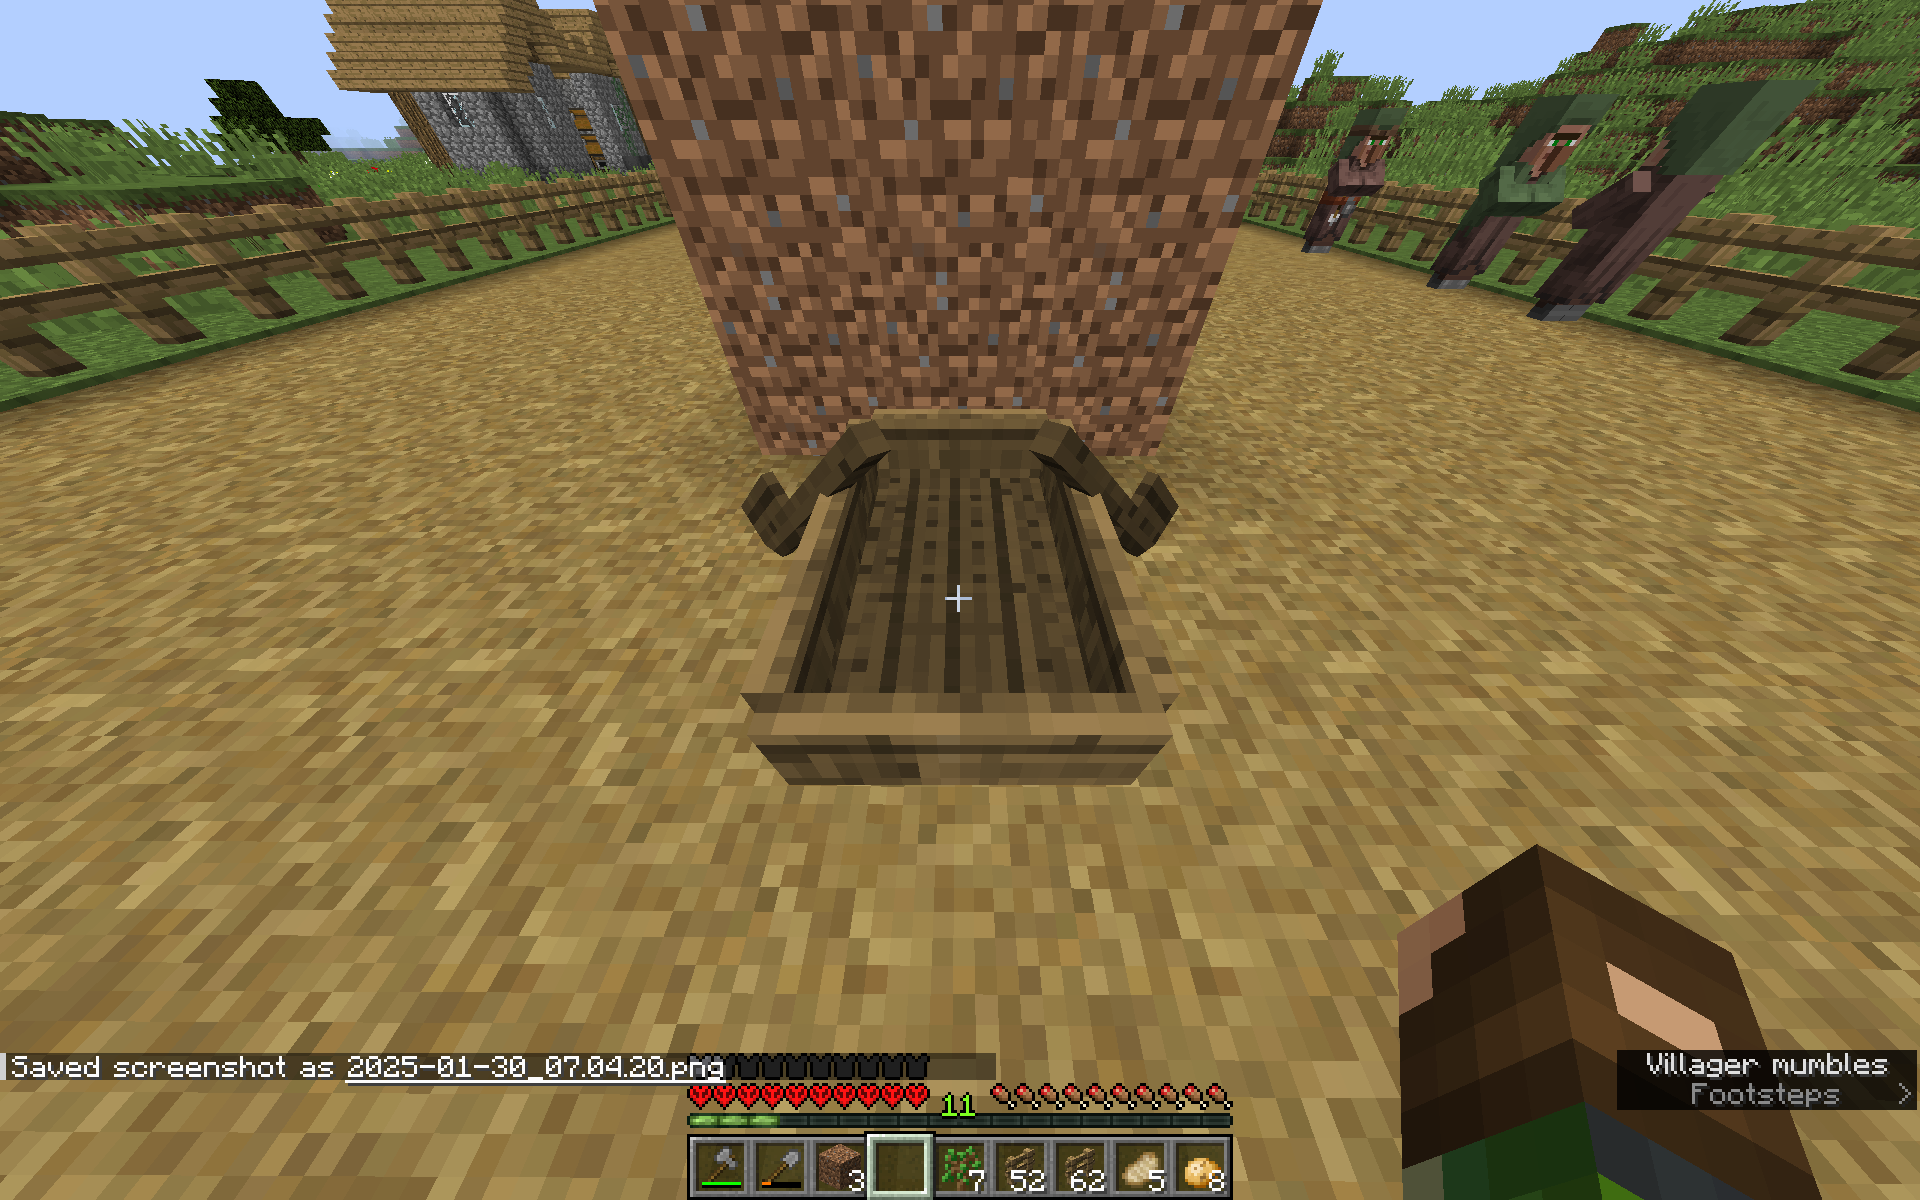 Saved screenshot as 2025-01-30_07.04.20.png
Villager mumbles
Footsteps >
11
3
7
52
62
5
8